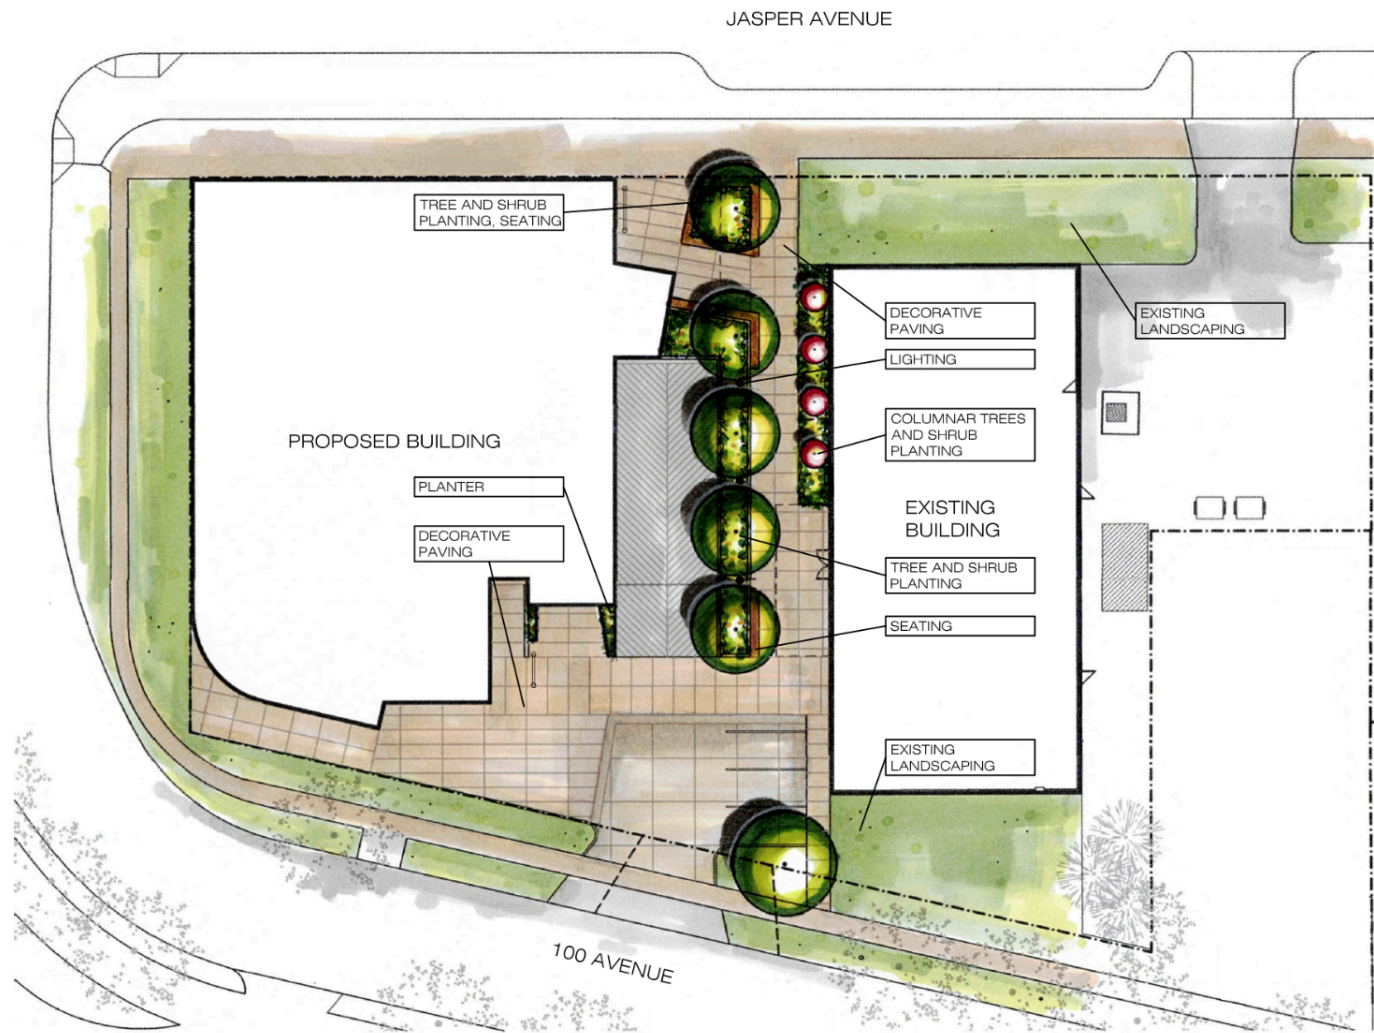 JASPER AVENUE
TREE AND SHRUB
PLANTING, SEATING
DECORATIVE
PAVING
EXISTING
LANDSCAPING
LIGHTING
COLUMNAR TREES
AND SHRUB
PLANTING
PROPOSED BUILDING
PLANTER
EXISTING
BUILDING
DECORATIVE
PAVING
TREE AND SHRUB
PLANTING
SEATING
EXISTING
LANDSCAPING
100 AVENUE